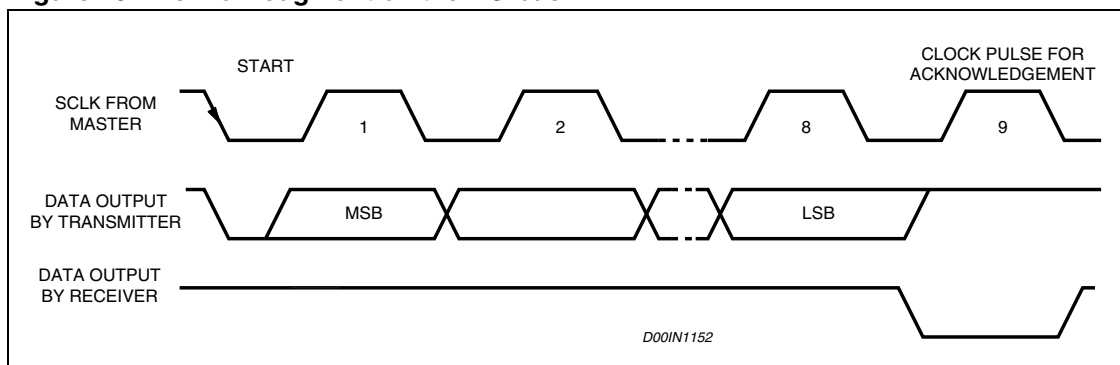 START
CLOCK PULSE FOR
ACKNOWLEDGEMENT
SCLK FROM
MASTER
1
2
8
9
DATA OUTPUT
BY TRANSMITTER
MSB
LSB
DATA OUTPUT
BY RECEIVER
D00IN1152